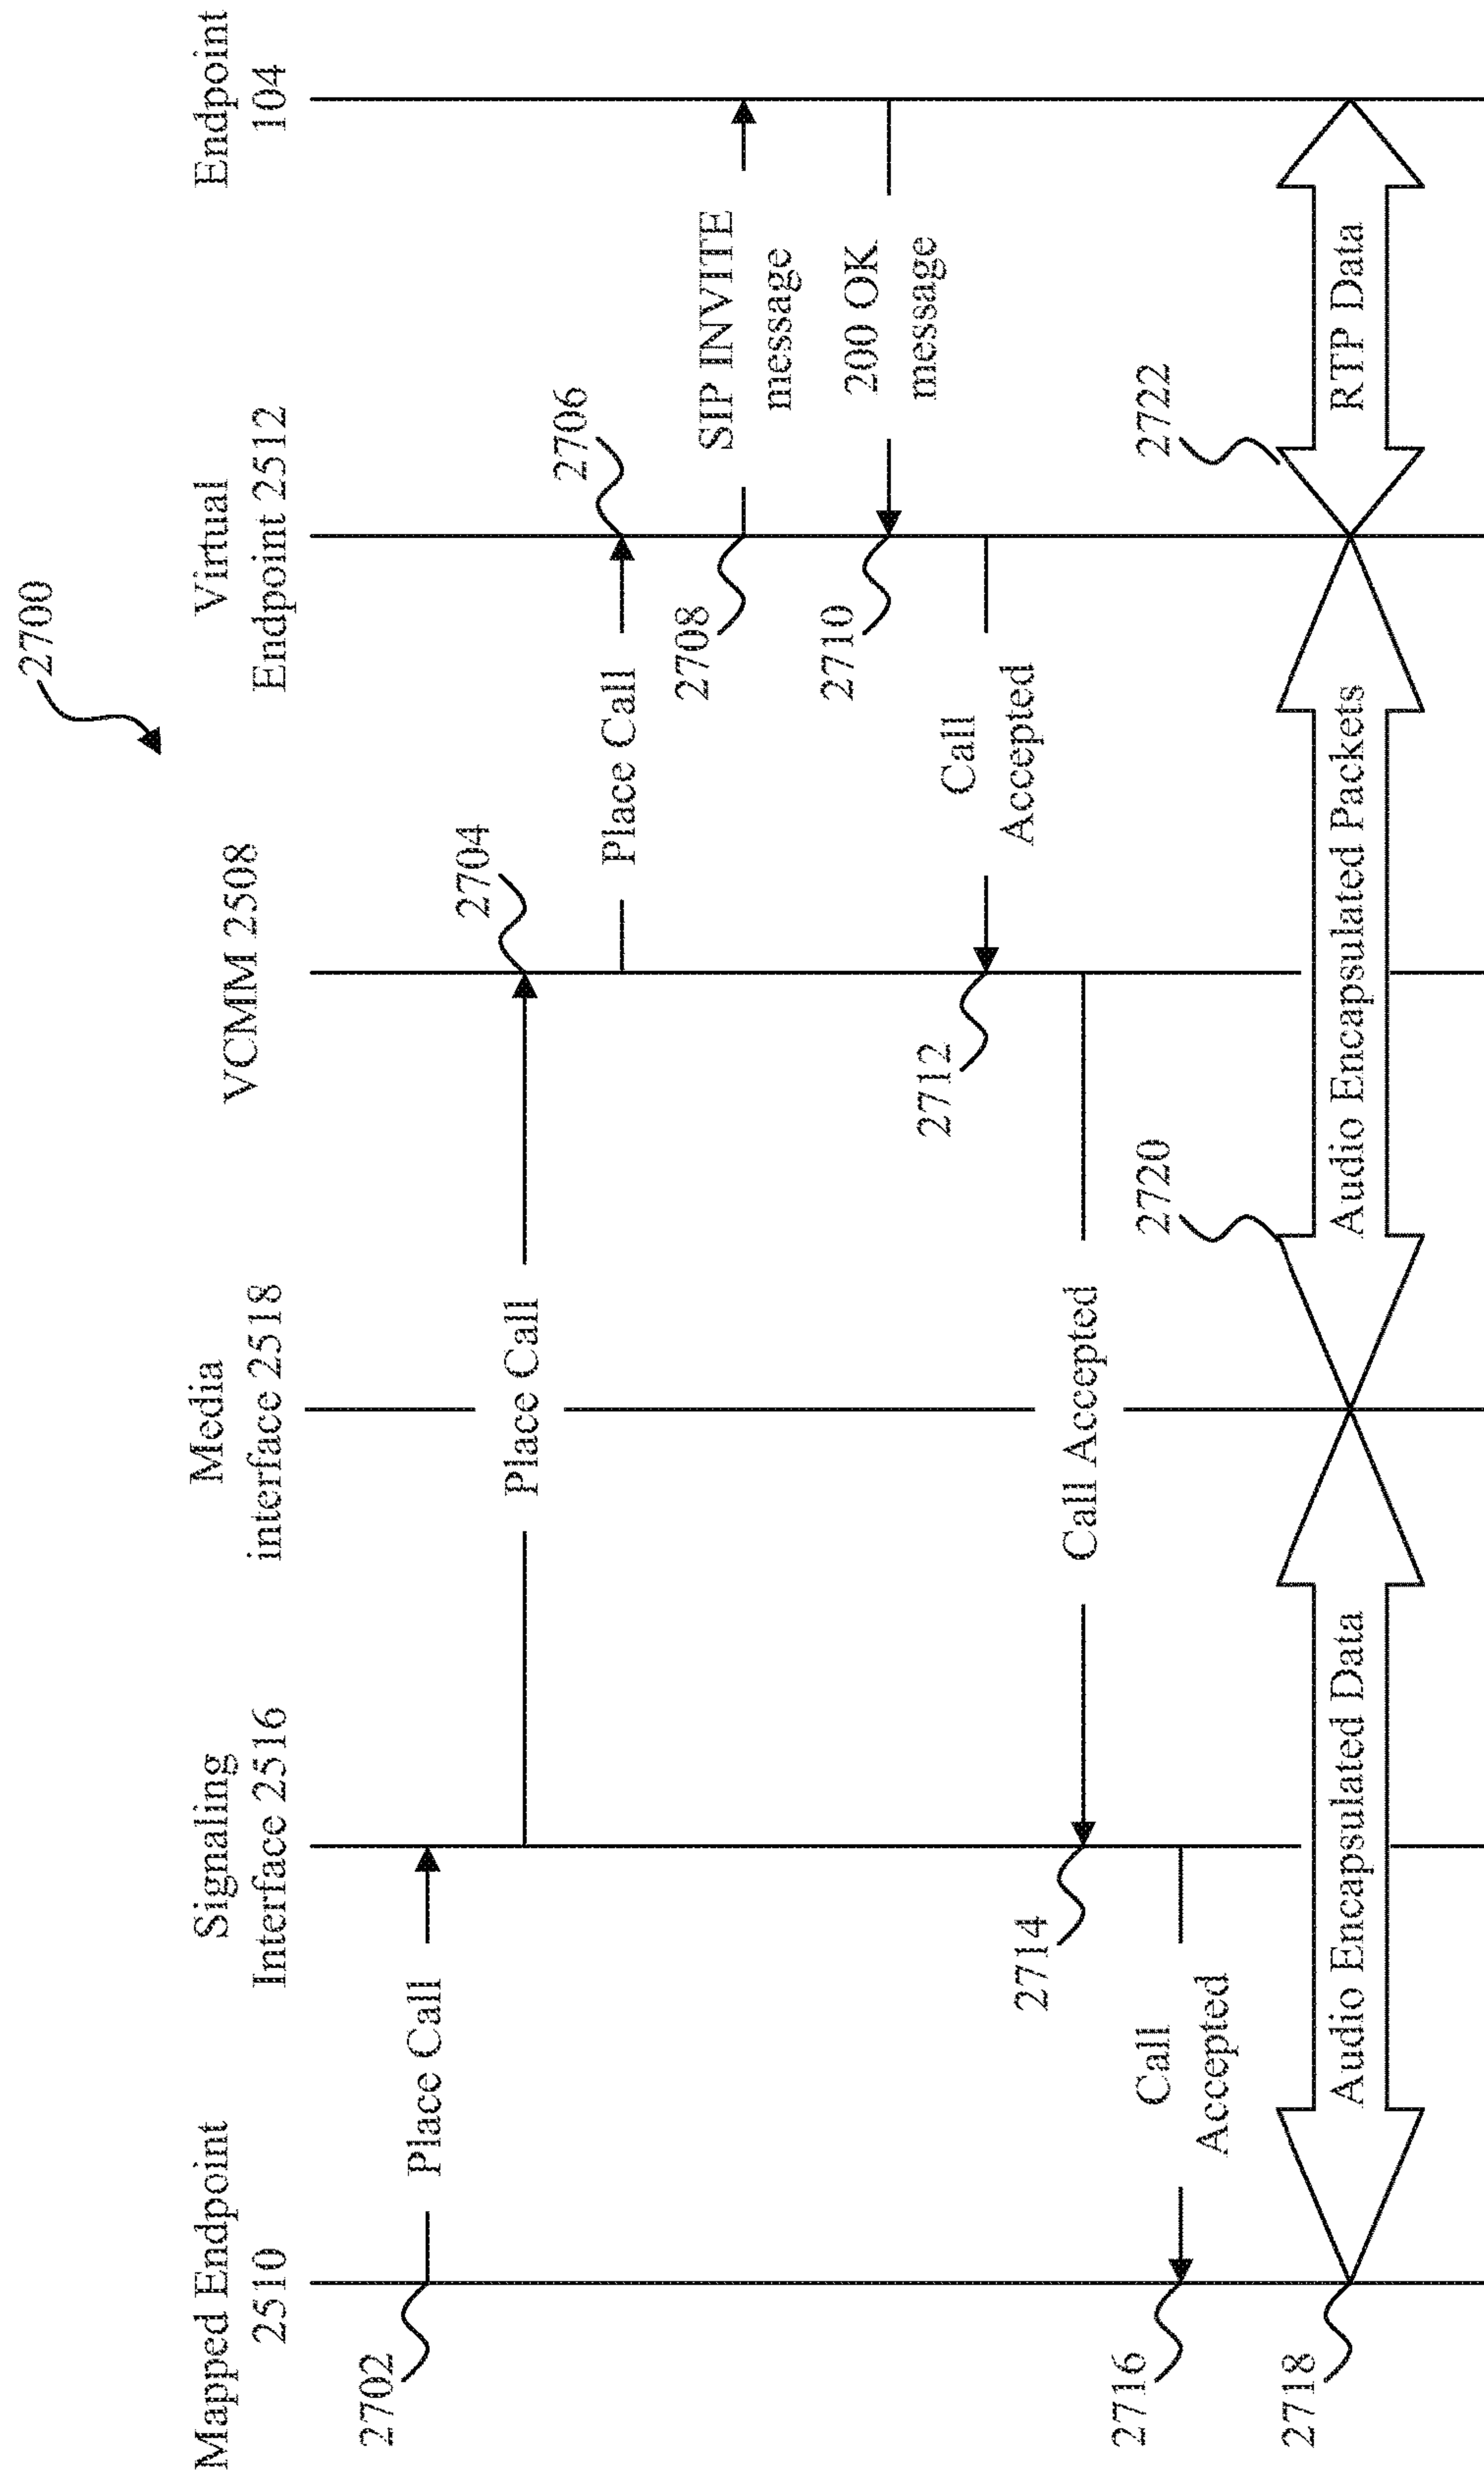 2700
Mapped Endpoint
2510
Signaling
Interface 2516
Media
interface 2518
VCMM 2508
Virtual
Endpoint 2512
Endpoint
104
2702
Place Call
Place Call
2704
Place Call
2706
2708
SIP INVITE
message
2710
200 OK
message
2712
Call
Accepted
2714
Call Accepted
2716
Call
Accepted
2718
Audio Encapsulated Data
2720
Audio Encapsulated Packets
2722
RTP Data